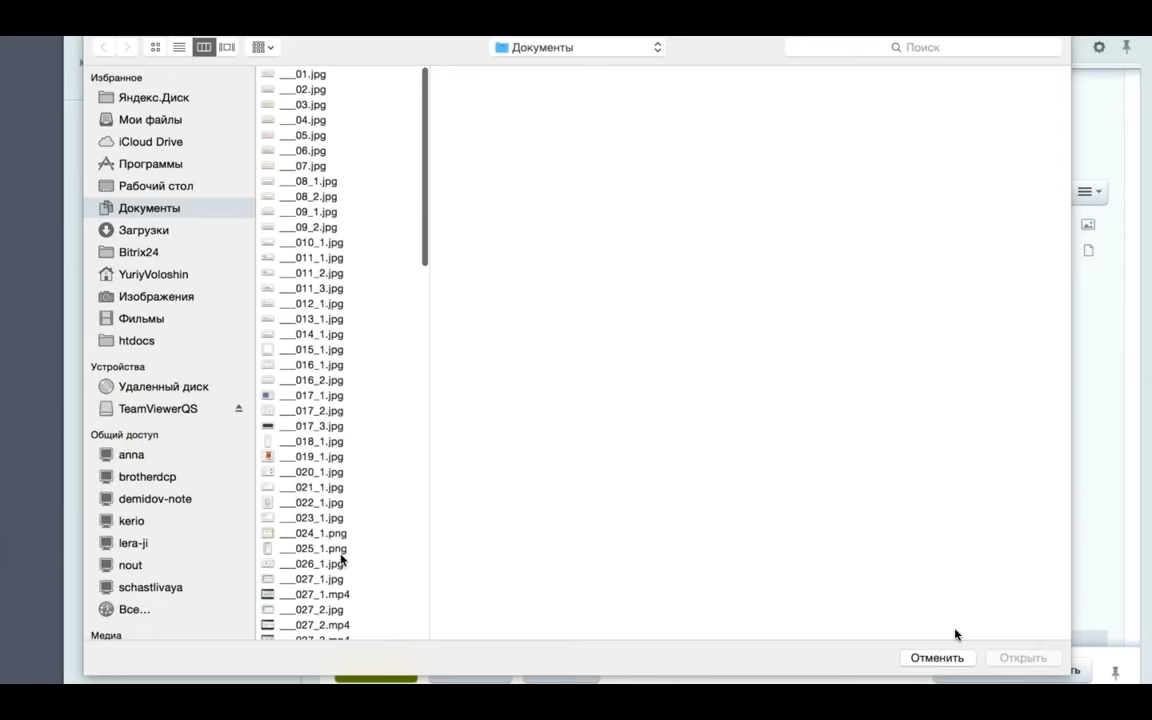 Документы
Поиск
Избранное
Яндекс.Диск
Мои файлы
iCloud Drive
Программы
Рабочий стол
Документы
Загрузки
Bitrix24
YuriyVoloshin
Изображения
Фильмы
htdocs
Устройства
Удаленный диск
TeamViewerQS
Общий доступ
anna
brotherdcp
demidov-note
kerio
lera-ji
nout
schastlivaya
Все...
Медиа
___01.jpg
___02.jpg
___03.jpg
___04.jpg
___05.jpg
___06.jpg
___07.jpg
___08_1.jpg
___08_2.jpg
___09_1.jpg
___09_2.jpg
___010_1.jpg
___011_1.jpg
___011_2.jpg
___011_3.jpg
___012_1.jpg
___013_1.jpg
___014_1.jpg
___015_1.jpg
___016_1.jpg
___016_2.jpg
___017_1.jpg
___017_2.jpg
___017_3.jpg
___018_1.jpg
___019_1.jpg
___020_1.jpg
___021_1.jpg
___022_1.jpg
___023_1.jpg
___024_1.png
___025_1.png
___026_1.jpg
___027_1.jpg
___027_1.mp4
___027_2.jpg
___027_2.mp4
Отменить
Открыть